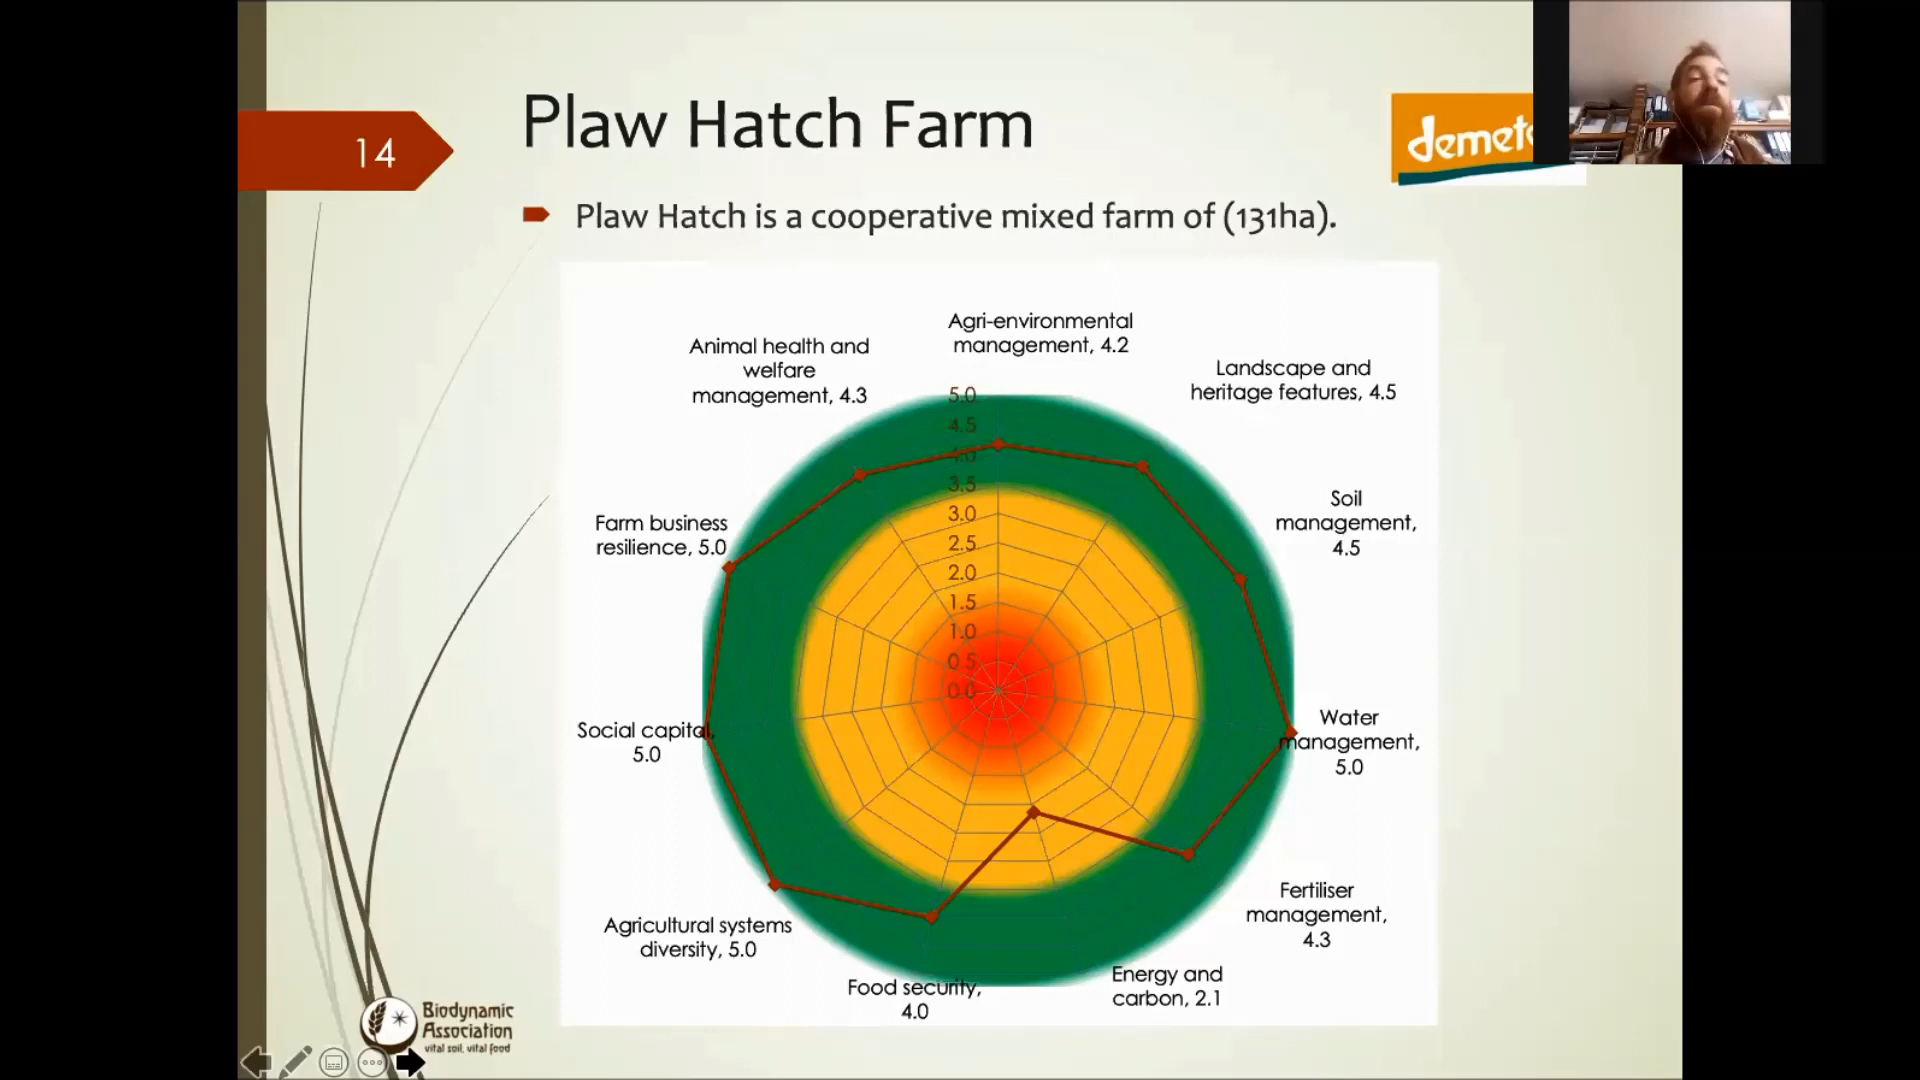 14
Plaw Hatch Farm
demete
Plaw Hatch is a cooperative mixed farm of (131ha).
Agri-environmental
management, 4.2
Animal health and
welfare
management, 4.3
Landscape and
heritage features, 4.5
5.0
4.5
4.0
3.5
3.0
2.5
2.0
1.5
1.0
0.5
0.0
Soil
management,
4.5
Farm business
resilience, 5.0
Water
management,
5.0
Social capital,
5.0
Fertiliser
management,
4.3
Agricultural systems
diversity, 5.0
Energy and
carbon, 2.1
Food security,
4.0
Biodynamic
Association
vital soil, vital food